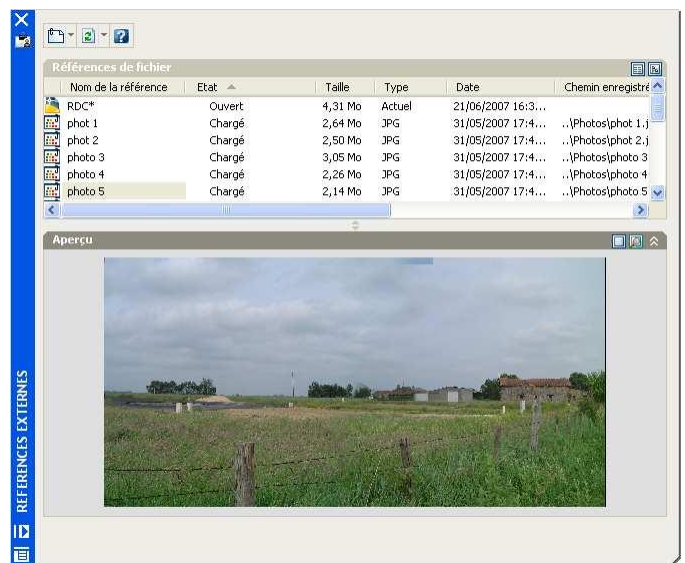 Références de fichier
Nom de la référence Etat Taille Type Date Chemin enregistré
RDC* Ouvert 4,31 Mo Actuel 21/06/2007 16:3...
phot 1 Chargé 2,64 Mo JPG 31/05/2007 17:4... ..\Photos\phot 1.j
phot 2 Chargé 2,50 Mo JPG 31/05/2007 17:4... ..\Photos\phot 2.j
photo 3 Chargé 3,05 Mo JPG 31/05/2007 17:4... ..\Photos\photo 3
photo 4 Chargé 2,26 Mo JPG 31/05/2007 17:4... ..\Photos\photo 4
photo 5 Chargé 2,14 Mo JPG 31/05/2007 17:4... ..\Photos\photo 5
Aperçu
REFERENCES EXTERNES